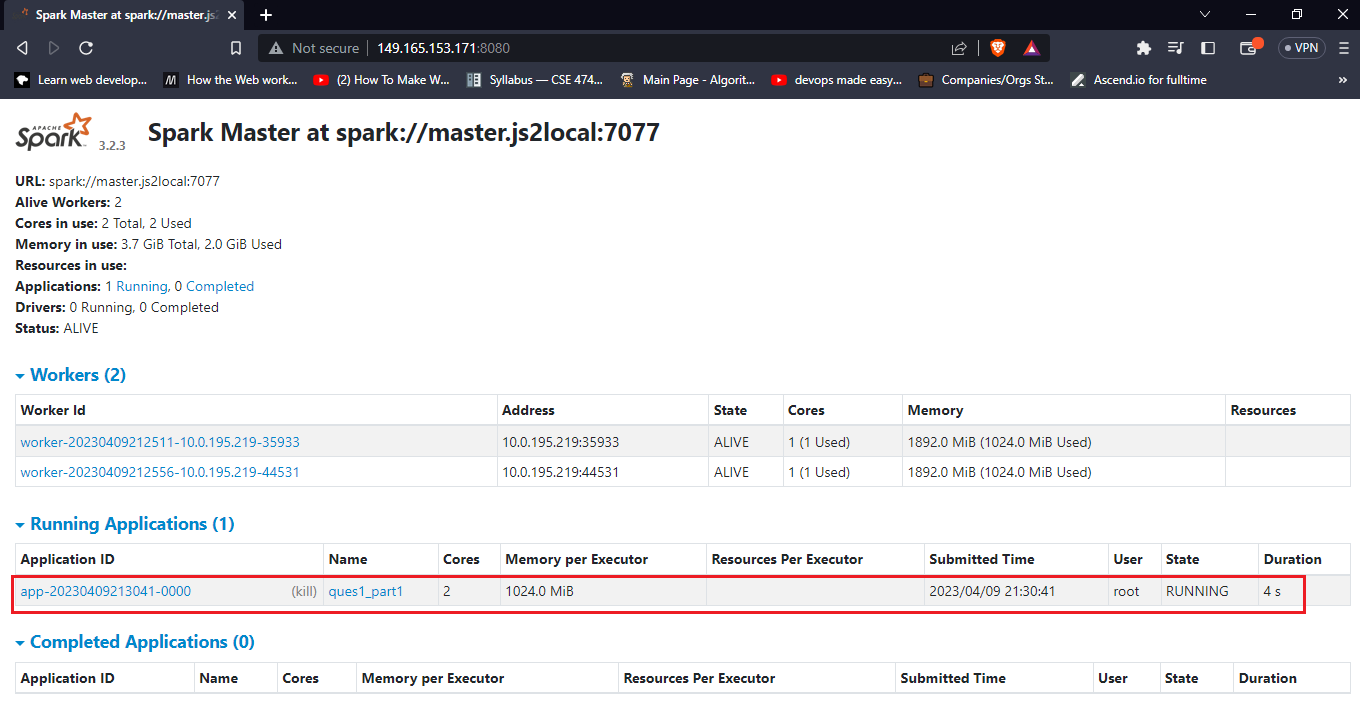 Spark Master at spark://master.js
Not secure 149.165.153.171:8080 VPN
Learn web develop... How the Web work... (2) How To Make W... Syllabus — CSE 474... Main Page - Algorit... devops made easy... Companies/Orgs St... Ascend.io for fulltime »
APACHE Spark 3.2.3 Spark Master at spark://master.js2local:7077
URL: spark://master.js2local:7077
Alive Workers: 2
Cores in use: 2 Total, 2 Used
Memory in use: 3.7 GiB Total, 2.0 GiB Used
Resources in use:
Applications: 1 Running, 0 Completed
Drivers: 0 Running, 0 Completed
Status: ALIVE
Workers (2)
Worker Id Address State Cores Memory Resources
worker-20230409212511-10.0.195.219-35933 10.0.195.219:35933 ALIVE 1 (1 Used) 1892.0 MiB (1024.0 MiB Used)
worker-20230409212556-10.0.195.219-44531 10.0.195.219:44531 ALIVE 1 (1 Used) 1892.0 MiB (1024.0 MiB Used)
Running Applications (1)
Application ID Name Cores Memory per Executor Resources Per Executor Submitted Time User State Duration
app-20230409213041-0000 (kill) ques1_part1 2 1024.0 MiB 2023/04/09 21:30:41 root RUNNING 4 s
Completed Applications (0)
Application ID Name Cores Memory per Executor Resources Per Executor Submitted Time User State Duration